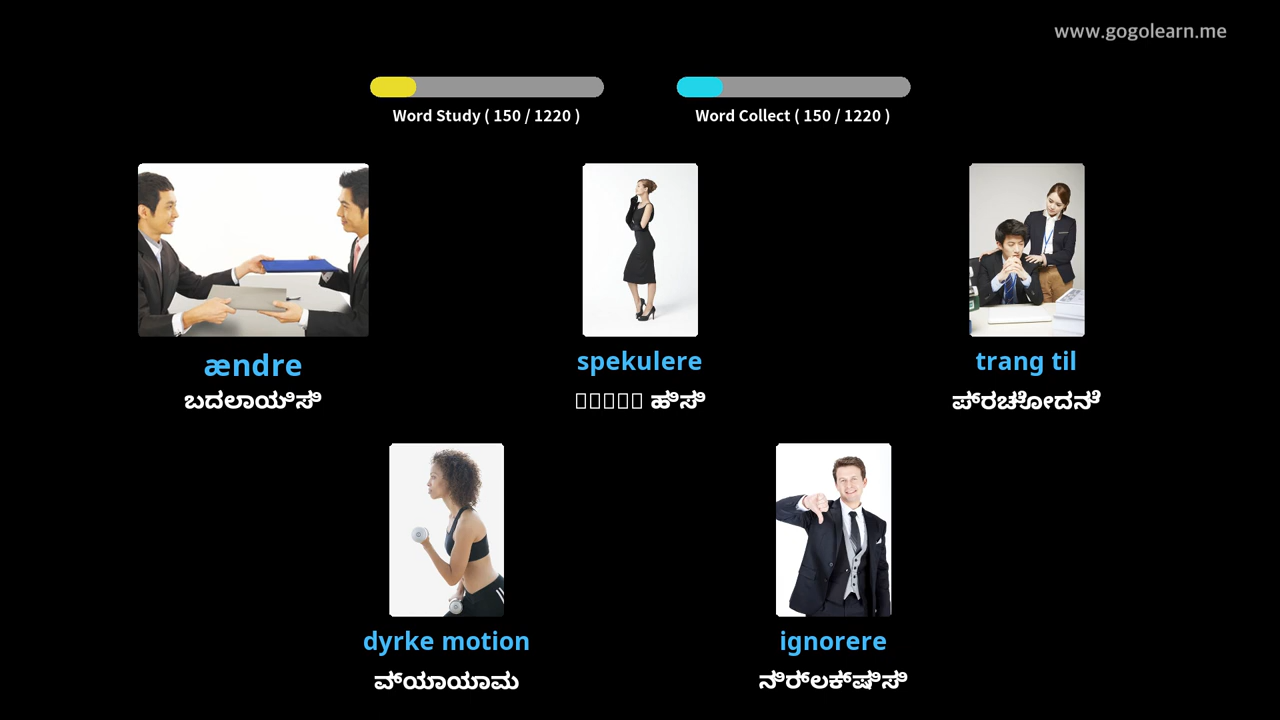 www.gogolearn.me
Word Study ( 150 / 1220 )
Word Collect ( 150 / 1220 )
ændre
spekulere
trang til
ಬದಲಾಯಿಸಿ
ಹಿಸಿ
ಪ್ರಚೋದನೆ
dyrke motion
ignorere
ವ್ಯಾಯಾಮ
ನಿರ್ಲಕ್ಷಿಸಿ